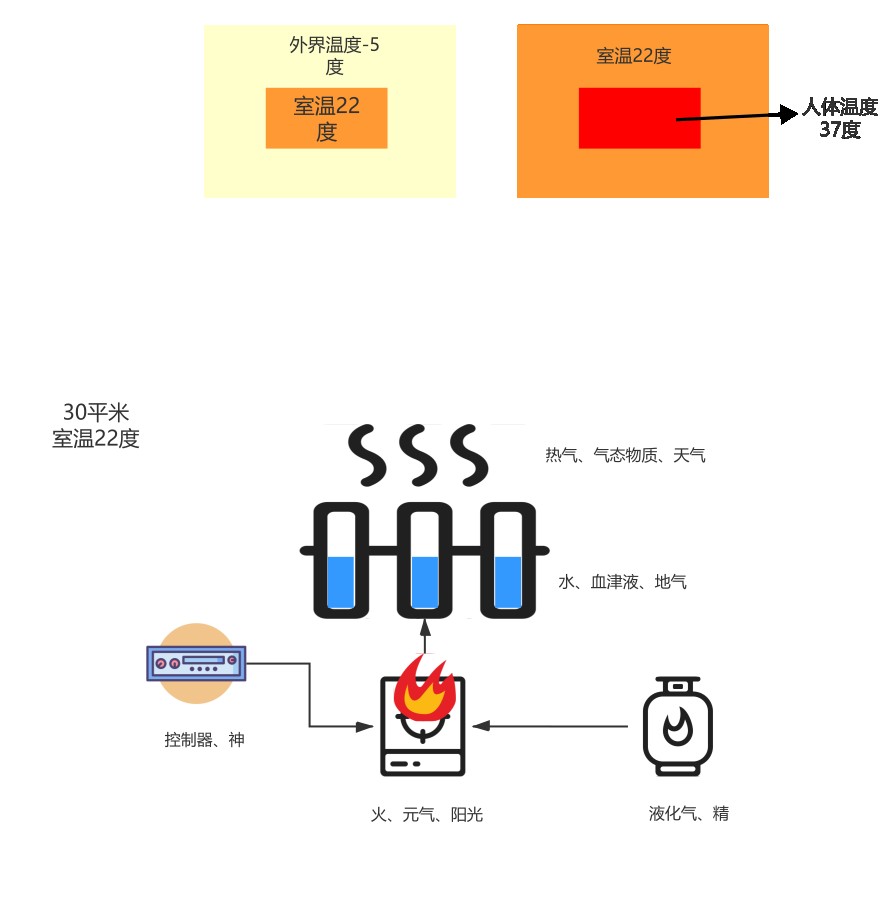 外界温度-5
度
室温22
度
室温22度
人体温度
37度
30平米
室温22度
热气、气态物质、天气
水、血津液、地气
控制器、神
火、元气、阳光
液化气、精